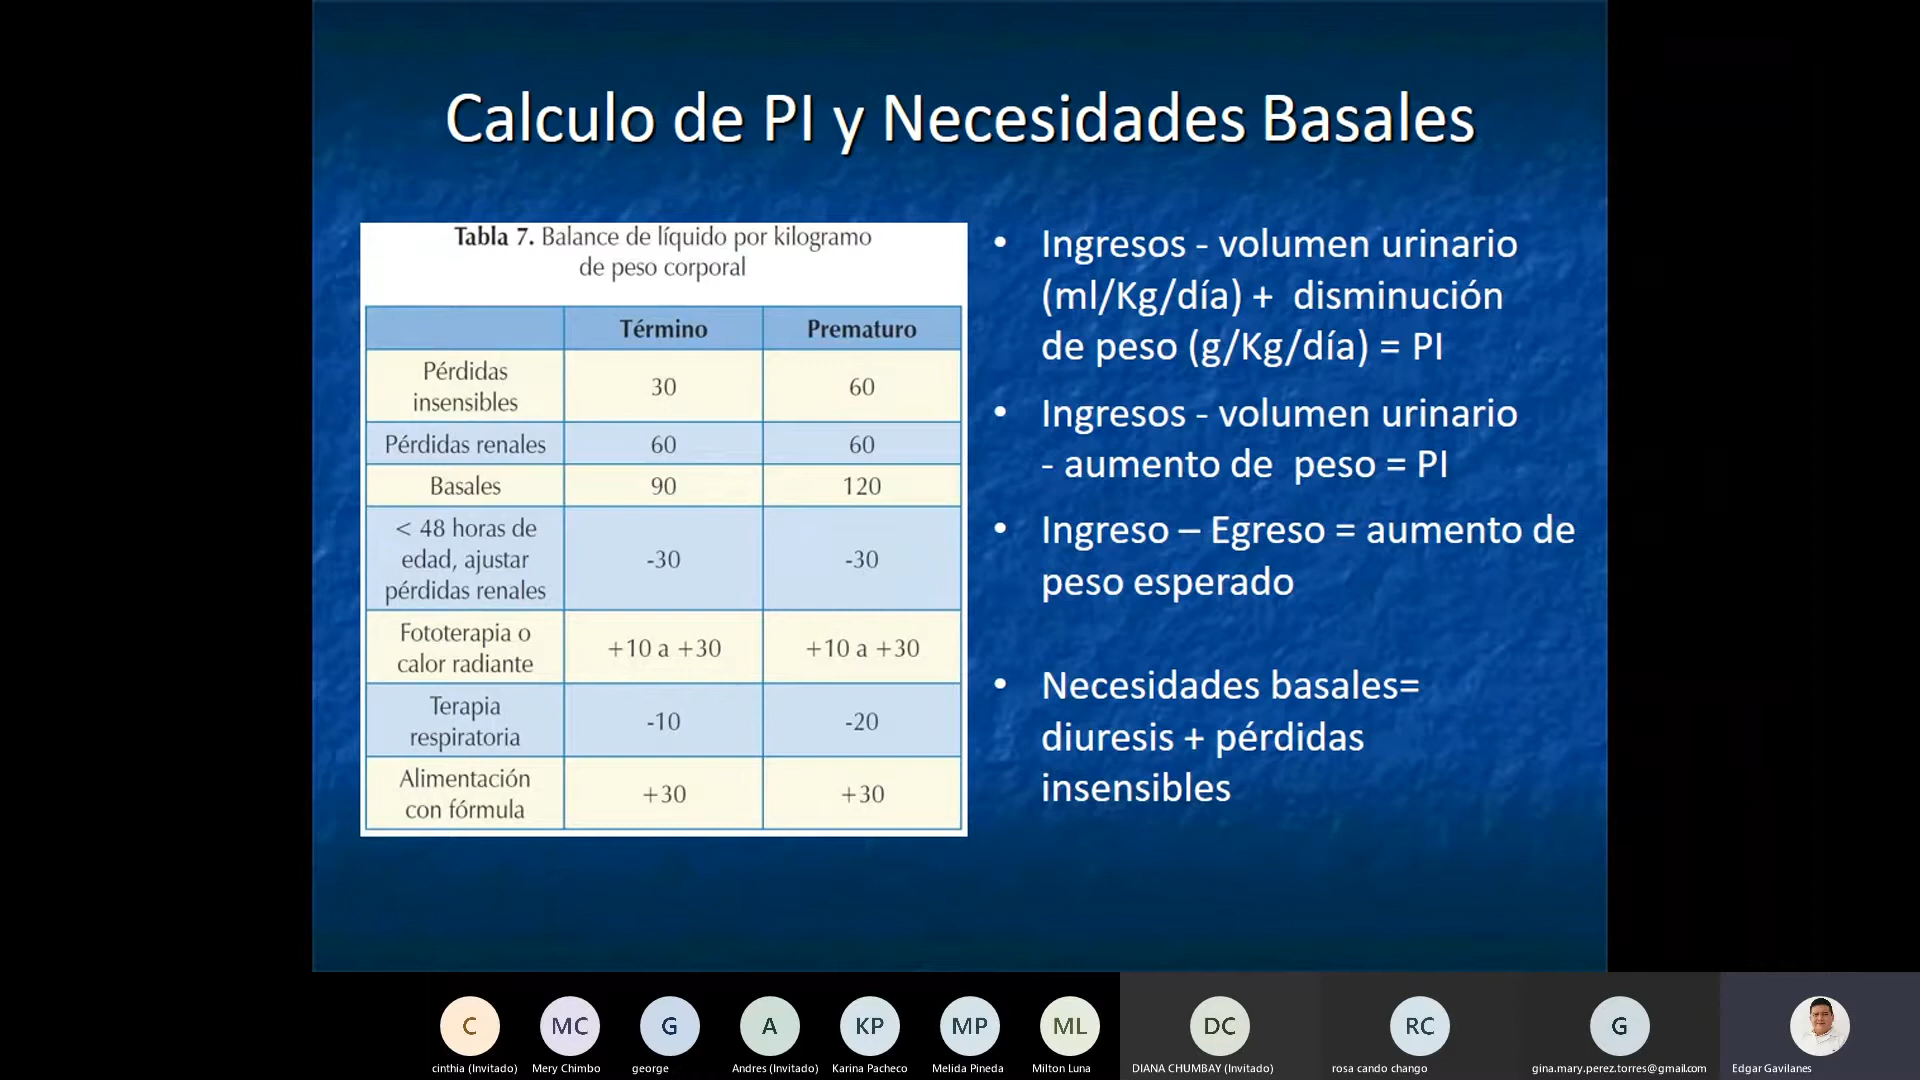 Calculo de PI y Necesidades Basales
Tabla 7. Balance de líquido por kilogramo
de peso corporal
Término Prematuro
Pérdidas
insensibles
30 60
Pérdidas renales 60 60
Basales 90 120
< 48 horas de
edad, ajustar
pérdidas renales
-30 -30
Fototerapia o
calor radiante
+10 a +30 +10 a +30
Terapia
respiratoria
-10 -20
Alimentación
con fórmula
+30 +30
• Ingresos - volumen urinario
(ml/Kg/día) + disminución
de peso (g/Kg/día) = PI
• Ingresos - volumen urinario
- aumento de peso = PI
• Ingreso – Egreso = aumento de
peso esperado
• Necesidades basales=
diuresis + pérdidas
insensibles
C MC G A KP MP ML DC RC G
cinthia (Invitado) Mery Chimbo george Andres (Invitado) Karina Pacheco Melida Pineda Milton Luna DIANA CHUMBAY (Invitado) rosa cando chango gina.mary.perez.torres@gmail.com Edgar Gavilanes